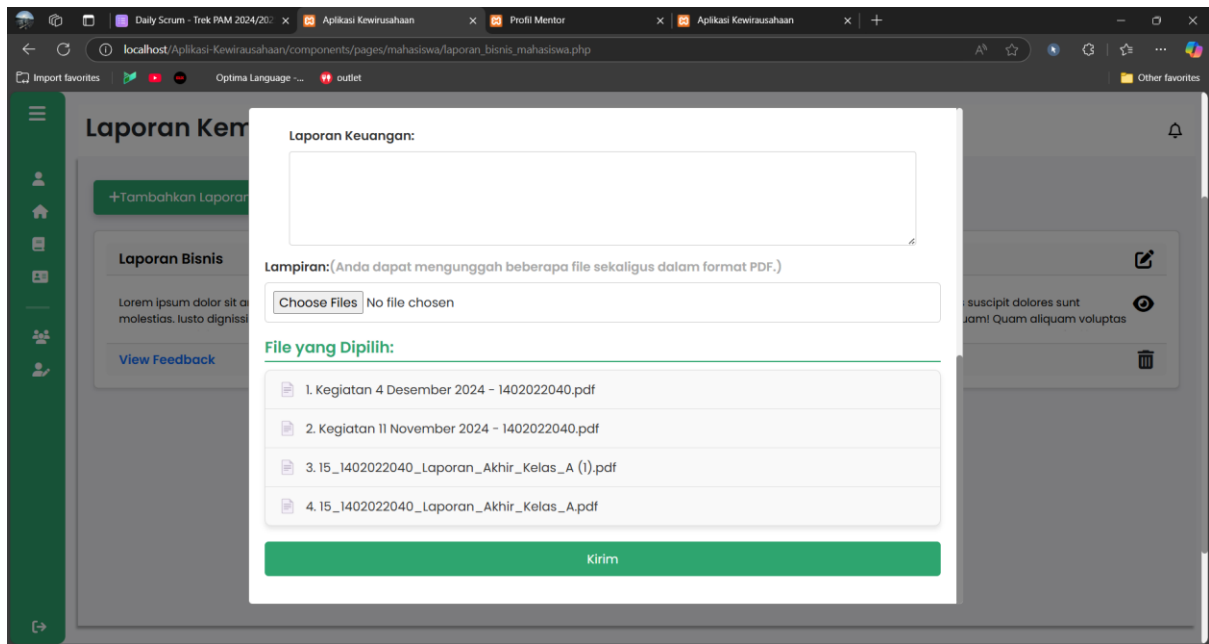 Daily Scrum - Trek PAM 2024/202
Aplikasi Kewirusahaan
Profil Mentor
Aplikasi Kewirausahaan
localhost/Aplikasi-Kewirausahaan/components/pages/mahasiswa/laporan_bisnis_mahasiswa.php
Import favorites
Optima Language -...
outlet
Other favorites
Laporan Kem
+Tambahkan Laporan
Laporan Bisnis
Lorem ipsum dolor sit a
molestias. Iusto digniss
suscipit dolores sunt
uam! Quam aliquam voluptas
View Feedback
Laporan Keuangan:
Lampiran:(Anda dapat mengunggah beberapa file sekaligus dalam format PDF.)
Choose Files No file chosen
File yang Dipilih:
1. Kegiatan 4 Desember 2024 - 1402022040.pdf
2. Kegiatan 11 November 2024 - 1402022040.pdf
3. 15_1402022040_Laporan_Akhir_Kelas_A (1).pdf
4. 15_1402022040_Laporan_Akhir_Kelas_A.pdf
Kirim